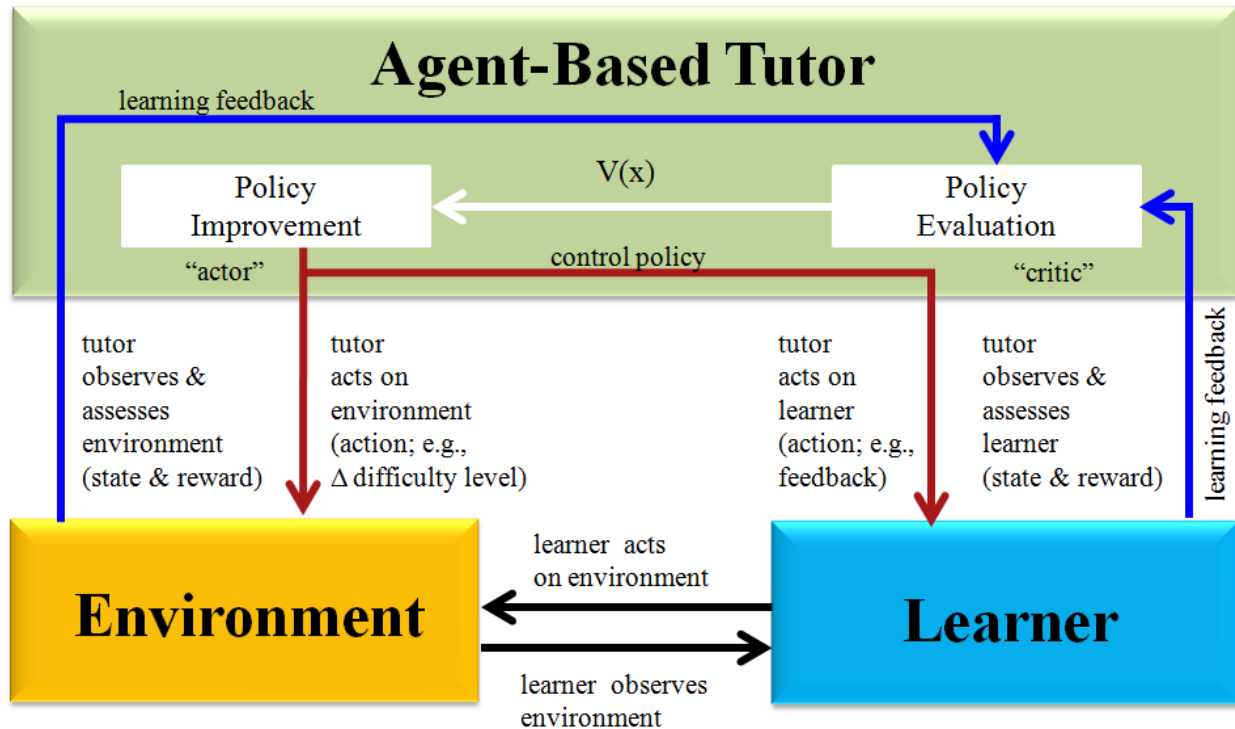 Agent-Based Tutor
learning feedback
Policy
Improvement
“actor”
V(x)
Policy
Evaluation
“critic”
control policy
tutor
observes &
assesses
environment
(state & reward)
tutor
acts on
environment
(action; e.g.,
Δ difficulty level)
tutor
acts on
learner
(action; e.g.,
feedback)
tutor
observes &
assesses
learner
(state & reward)
learning feedback
Environment
learner acts
on environment
learner observes
environment
Learner